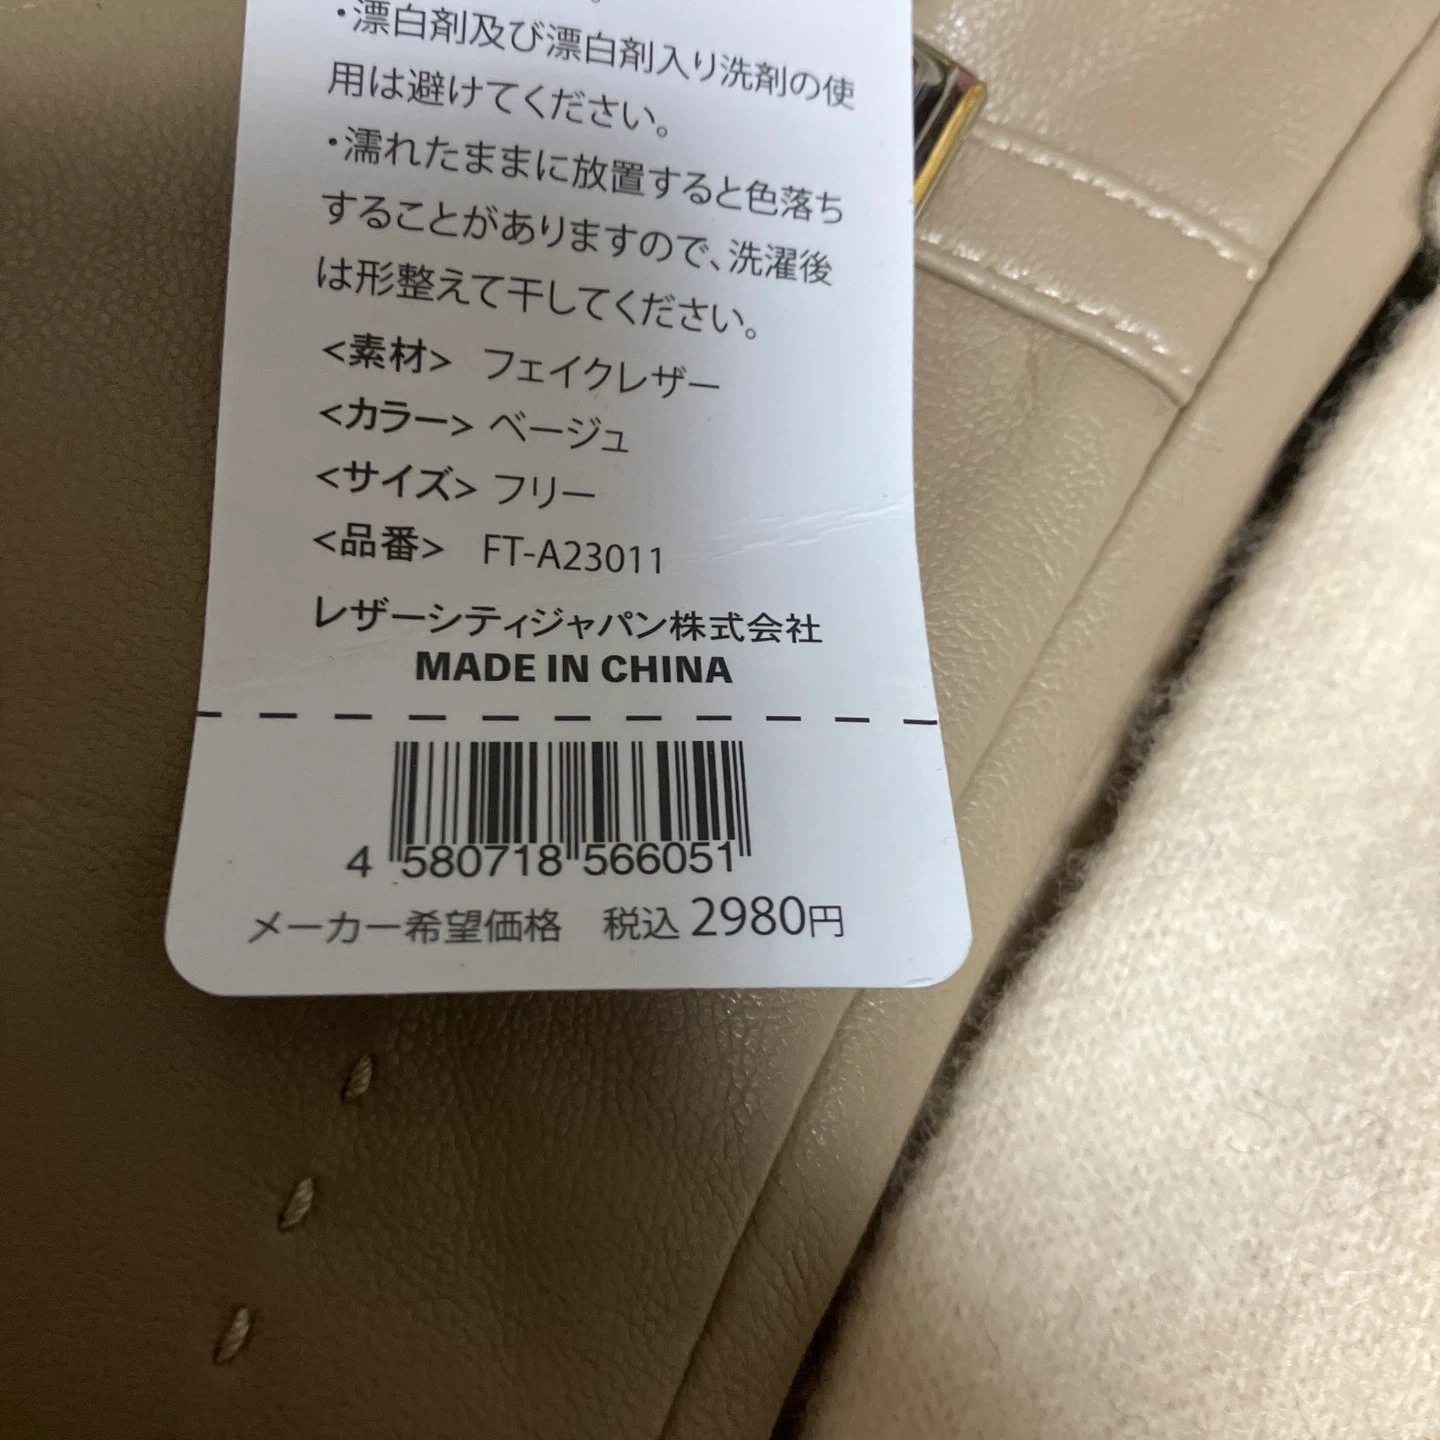 ・漂白剤及び漂白剤入り洗剤の使
用は避けてください。
・濡れたままに放置すると色落ち
することがありますので、洗濯後
は形整えて干してください。
<素材> フェイクレザー
<カラー> ベージュ
<サイズ> フリー
<品番> FT-A23011
レザーシティジャパン株式会社
MADE IN CHINA
4 580718 566051
メーカー希望価格 税込 2980円